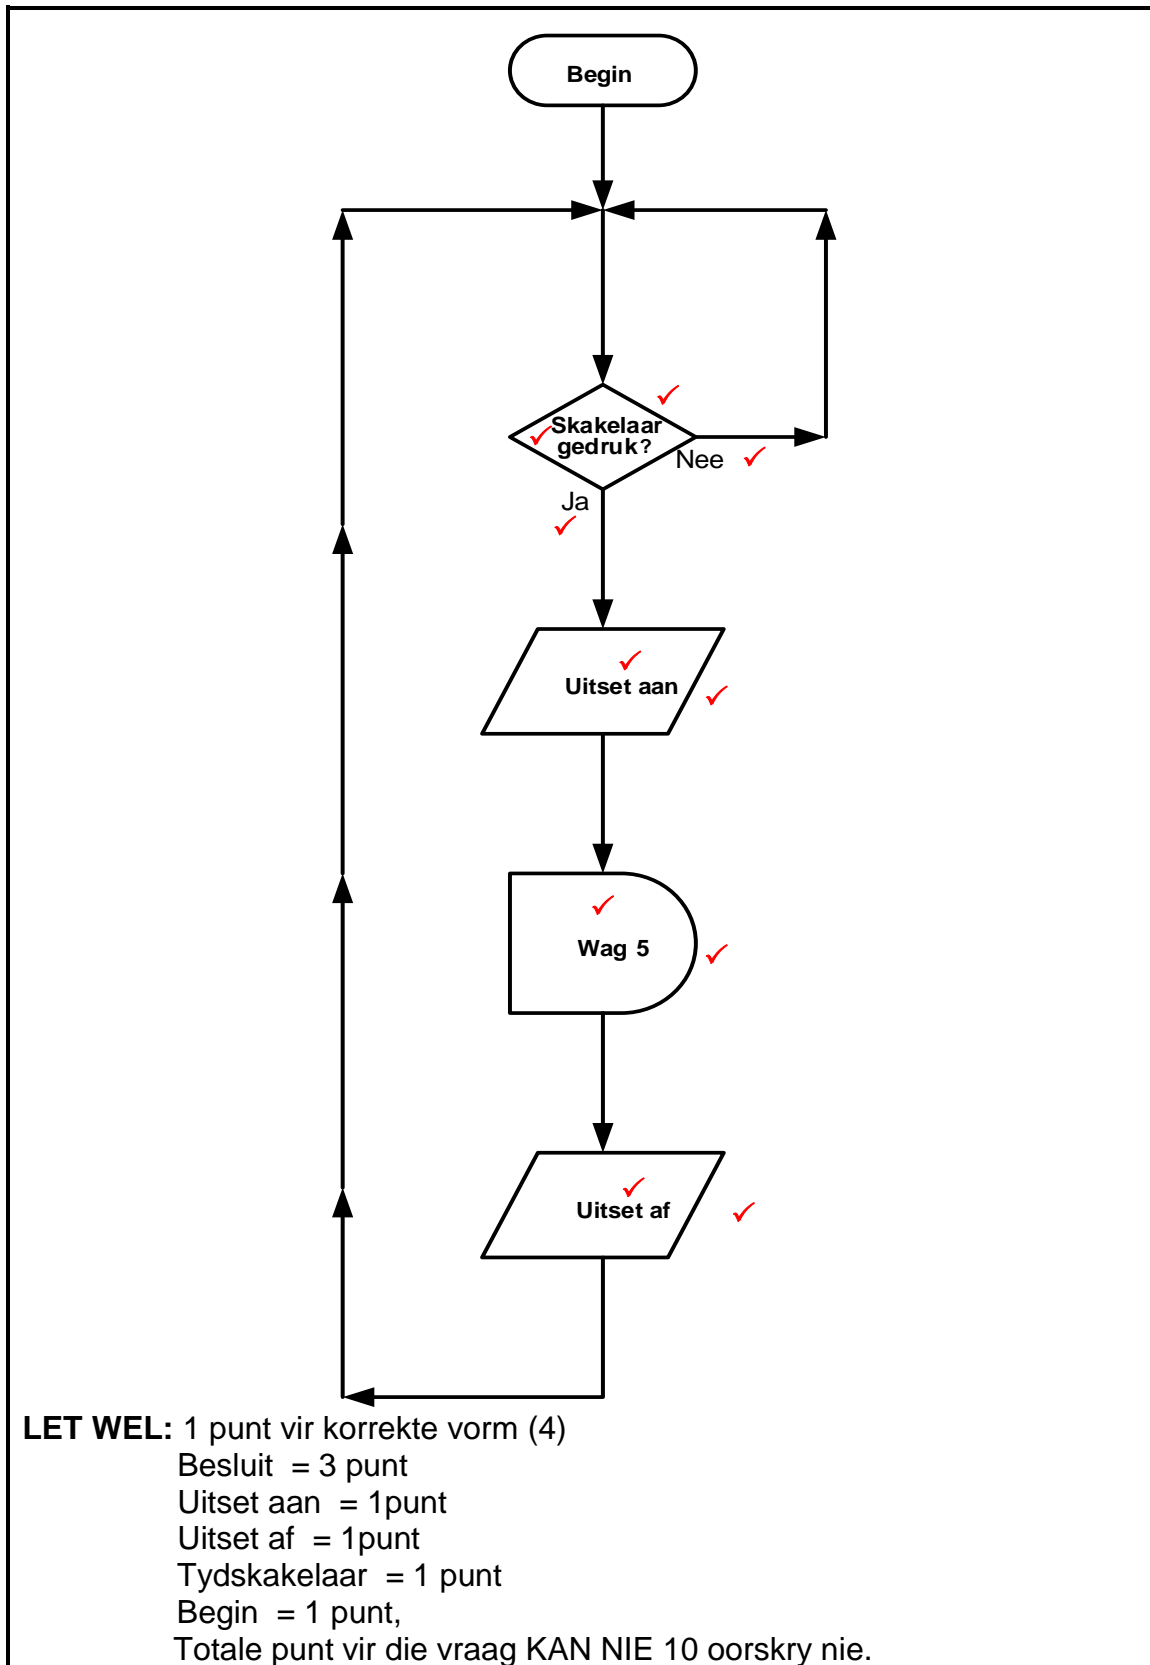 Begin
Skakelaar
gedruk?
Nee
Ja
Uitset aan
Wag 5
Uitset af
LET WEL: 1 punt vir korrekte vorm (4)
Besluit = 3 punt
Uitset aan = 1punt
Uitset af = 1punt
Tydskakelaar = 1 punt
Begin = 1 punt,
Totale punt vir die vraag KAN NIE 10 oorskry nie.